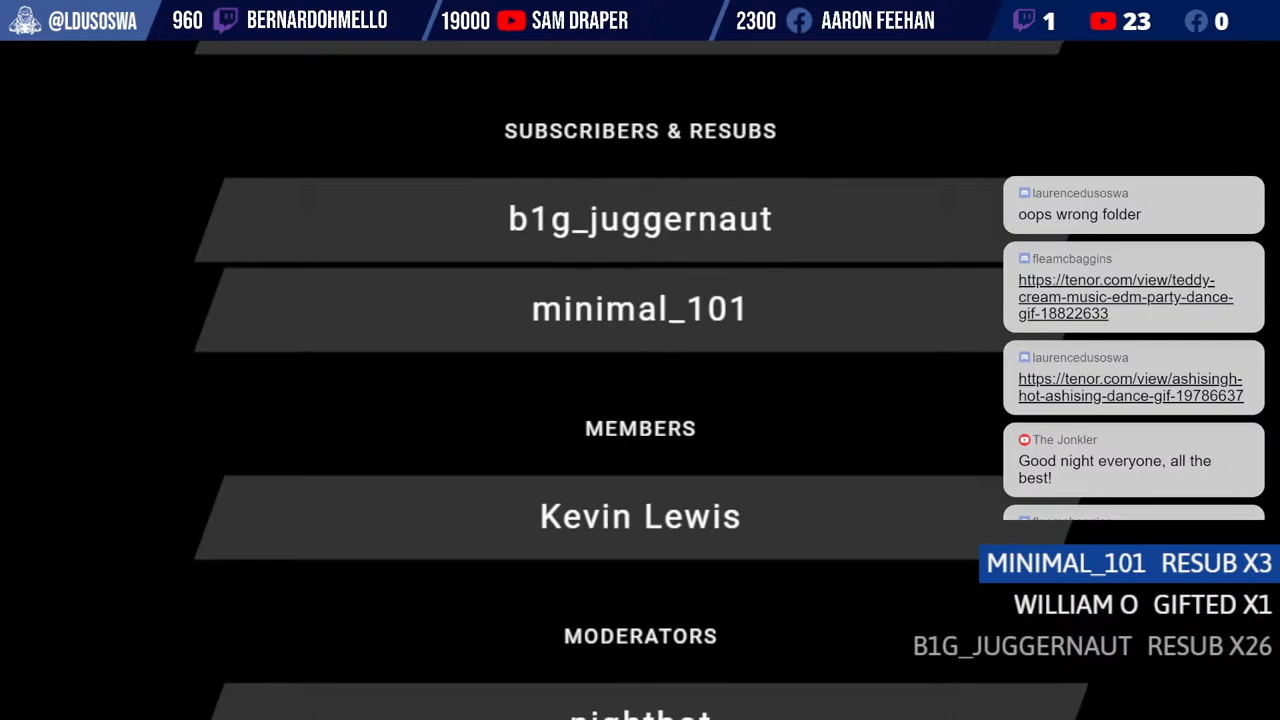 @LDUSOSWA 960 BERNARDOHMELLO 19000 SAM DRAPER 2300 AARON FEEHAN 1 23 0
SUBSCRIBERS & RESUBS
b1g_juggernaut
minimal_101
MEMBERS
Kevin Lewis
MODERATORS
nightbot
laurencedusoswa
oops wrong folder
fleamcbaggins
https://tenor.com/view/teddy-
cream-music-edm-party-dance-
gif-18822633
laurencedusoswa
https://tenor.com/view/ashisingh-
hot-ashising-dance-gif-19786637
The Jonkler
Good night everyone, all the
best!
fleamcbaggins
MINIMAL_101 RESUB X3
WILLIAM O GIFTED X1
B1G_JUGGERNAUT RESUB X26